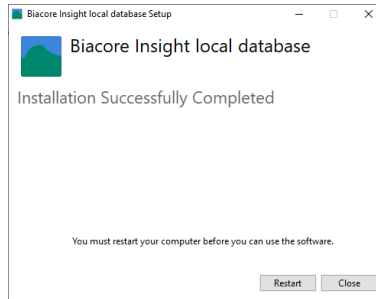 Biacore Insight local database Setup
Biacore Insight local database
Installation Successfully Completed
You must restart your computer before you can use the software.
Restart Close